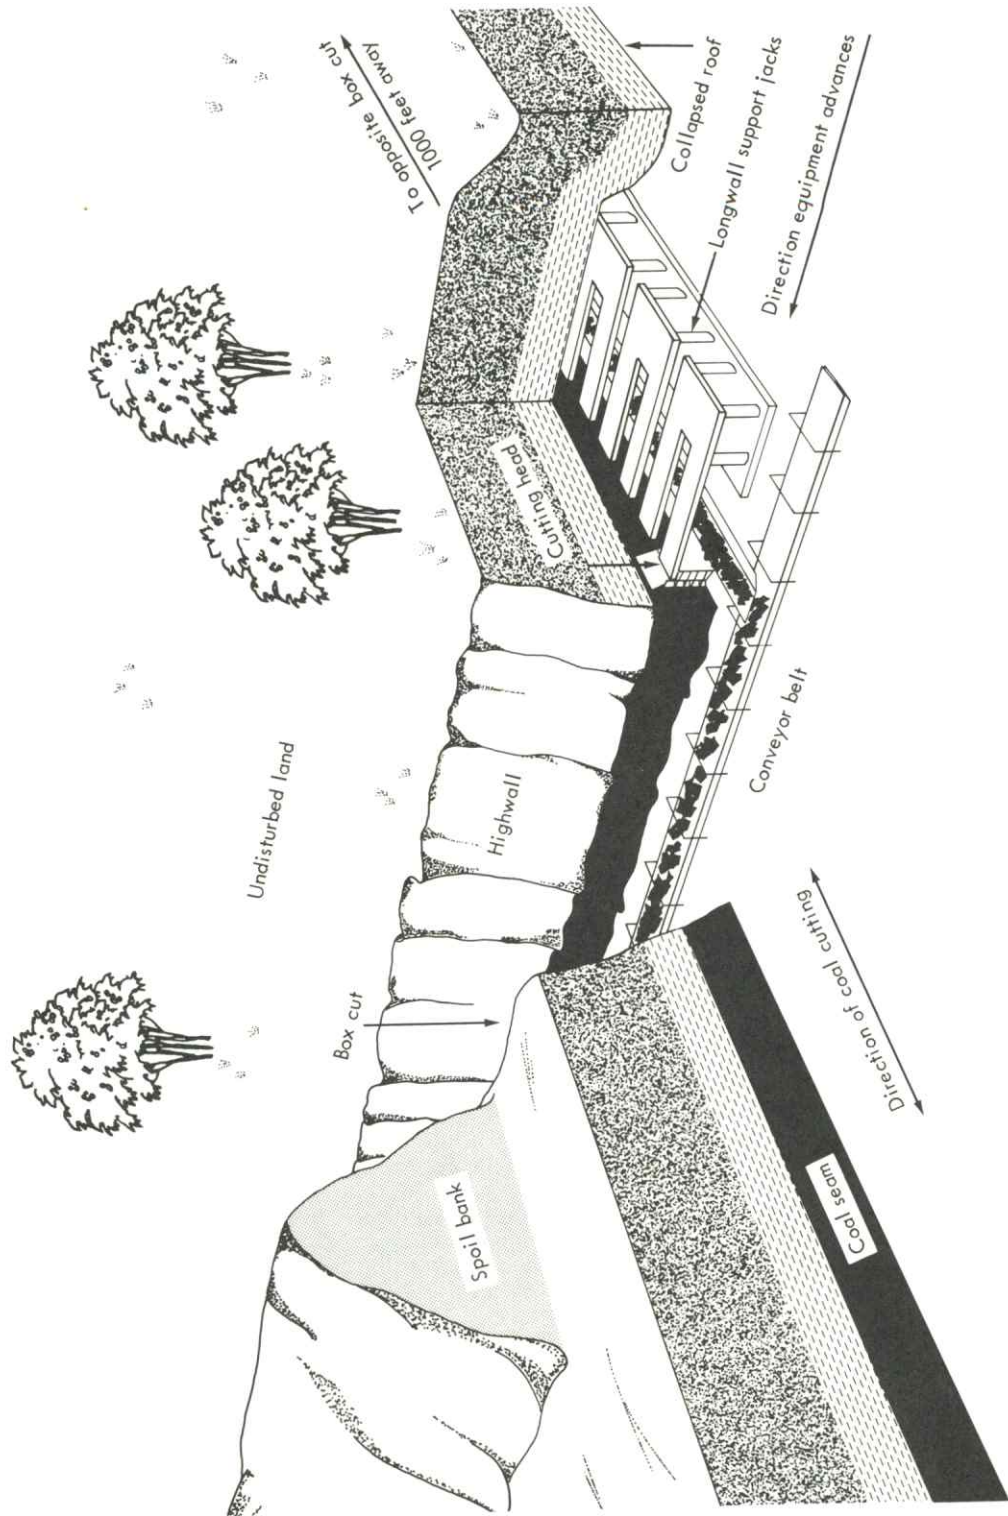 To opposite box cut
1000 feet away
Collapsed roof
Longwall support jacks
Direction equipment advances
Cutting head
Undisturbed land
Highwall
Conveyor belt
Box cut
Direction of coal cutting
Spoil bank
Coal seam